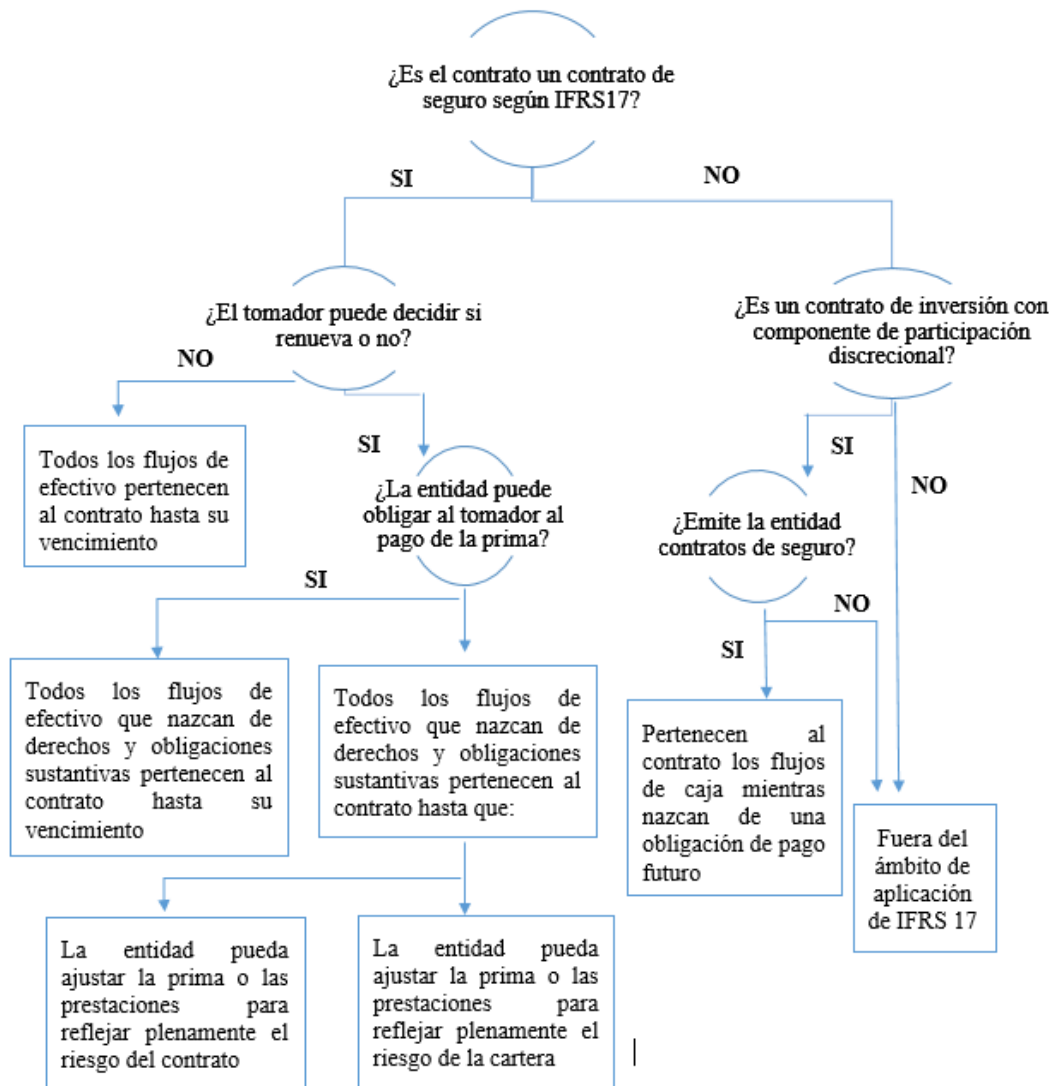 ¿Es el contrato un contrato de
seguro según IFRS17?
SI
NO
¿El tomador puede decidir si
renueva o no?
¿Es un contrato de inversión con
componente de participación
discrecional?
NO
SI
SI
NO
Todos los flujos de
efectivo pertenecen
al contrato hasta su
vencimiento
¿La entidad puede
obligar al tomador al
pago de la prima?
¿Emite la entidad
contratos de seguro?
SI
NO
SI
Todos los flujos de
efectivo que nazcan de
derechos y obligaciones
sustantivas pertenecen al
contrato hasta su
vencimiento
Todos los flujos de
efectivo que nazcan de
derechos y obligaciones
sustantivas pertenecen al
contrato hasta que:
Pertenecen al
contrato los flujos
de caja mientras
nazcan de una
obligación de pago
futuro
Fuera del
ámbito de
aplicación
de IFRS 17
La entidad pueda
ajustar la prima o las
prestaciones para
reflejar plenamente el
riesgo del contrato
La entidad pueda
ajustar la prima o las
prestaciones para
reflejar plenamente el
riesgo de la cartera